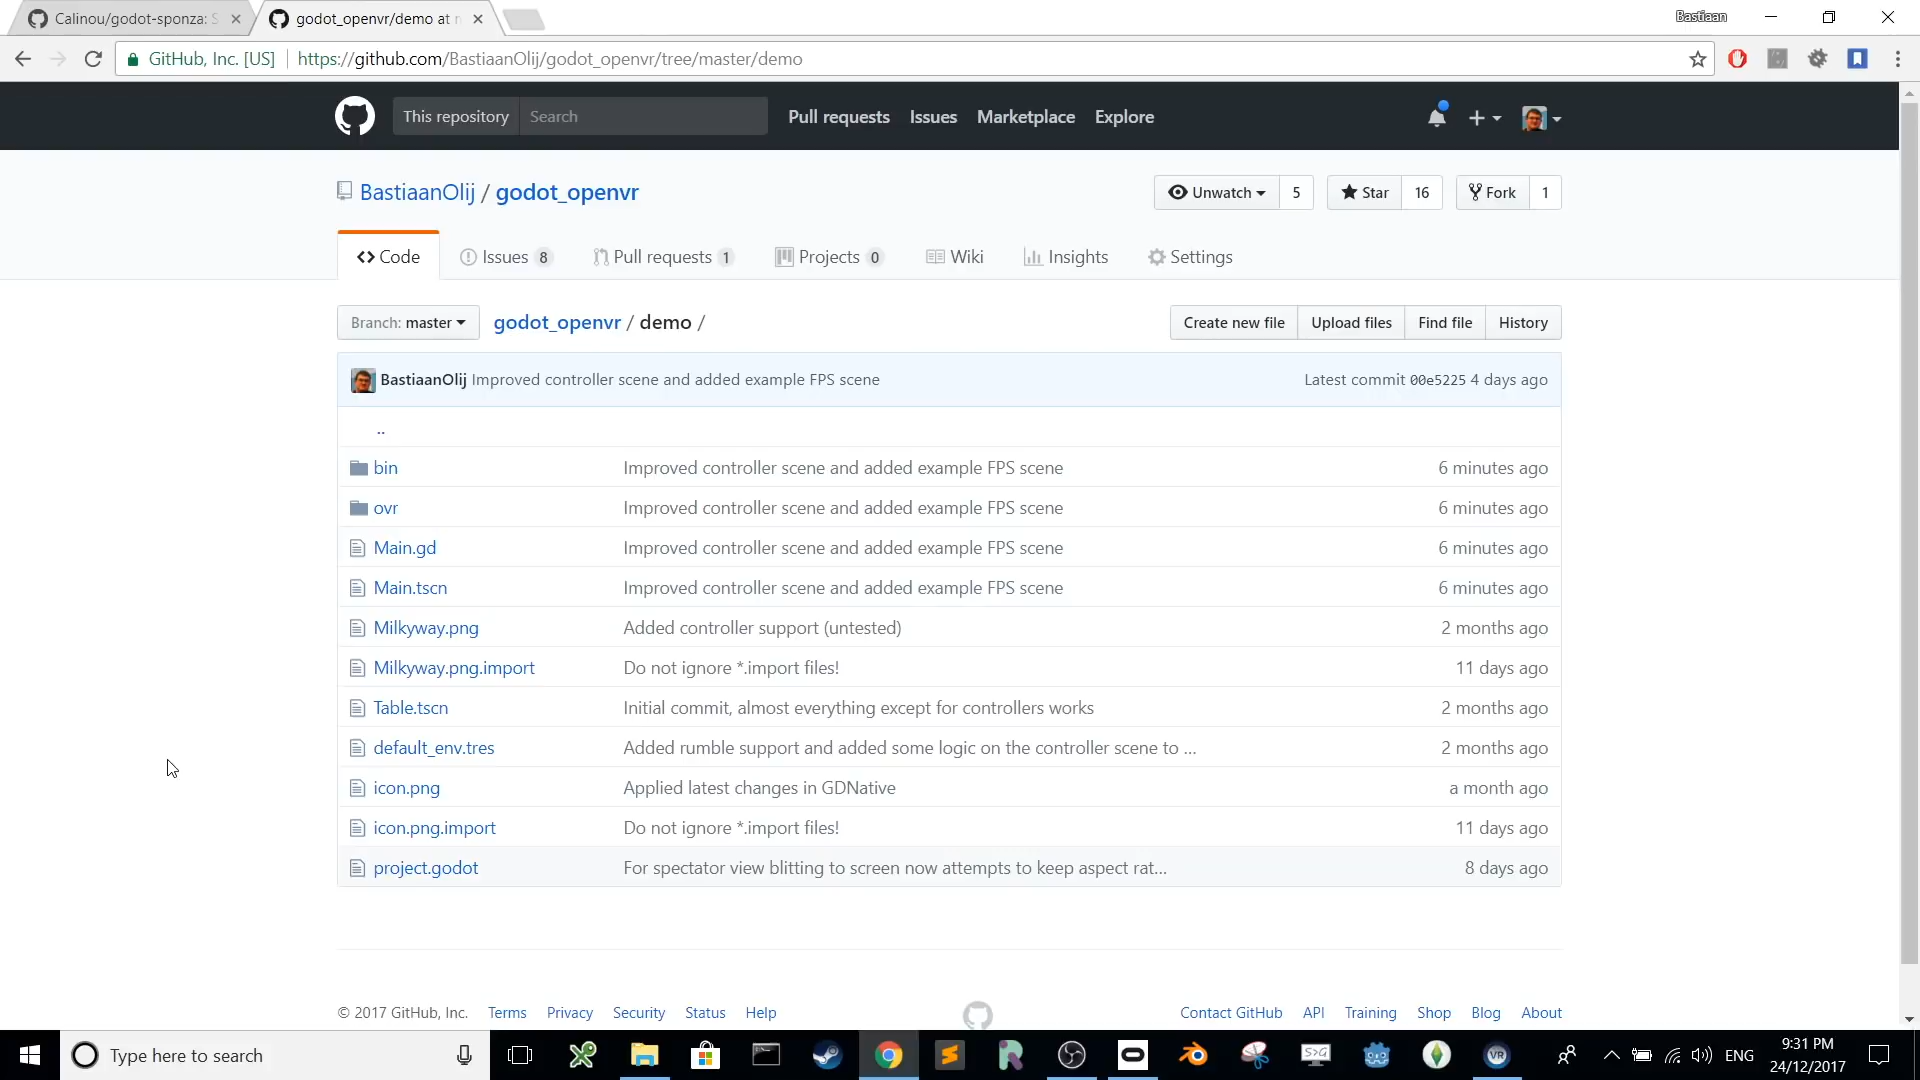 Calinou/godot-sponza: S
godot_openvr/demo at m
Bastiaan
GitHub, Inc. [US]
https://github.com/BastiaanOlij/godot_openvr/tree/master/demo
This repository
Search
Pull requests
Issues
Marketplace
Explore
BastiaanOlij / godot_openvr
Unwatch 5
Star 16
Fork 1
Code
Issues 8
Pull requests 1
Projects 0
Wiki
Insights
Settings
Branch: master
godot_openvr / demo /
Create new file
Upload files
Find file
History
BastiaanOlij Improved controller scene and added example FPS scene
Latest commit 00e5225 4 days ago
..
bin Improved controller scene and added example FPS scene 6 minutes ago
ovr Improved controller scene and added example FPS scene 6 minutes ago
Main.gd Improved controller scene and added example FPS scene 6 minutes ago
Main.tscn Improved controller scene and added example FPS scene 6 minutes ago
Milkyway.png Added controller support (untested) 2 months ago
Milkyway.png.import Do not ignore *.import files! 11 days ago
Table.tscn Initial commit, almost everything except for controllers works 2 months ago
default_env.tres Added rumble support and added some logic on the controller scene to ... 2 months ago
icon.png Applied latest changes in GDNative a month ago
icon.png.import Do not ignore *.import files! 11 days ago
project.godot For spectator view blitting to screen now attempts to keep aspect rat... 8 days ago
© 2017 GitHub, Inc. Terms Privacy Security Status Help
Contact GitHub API Training Shop Blog About
Type here to search
VR
ENG
9:31 PM
24/12/2017